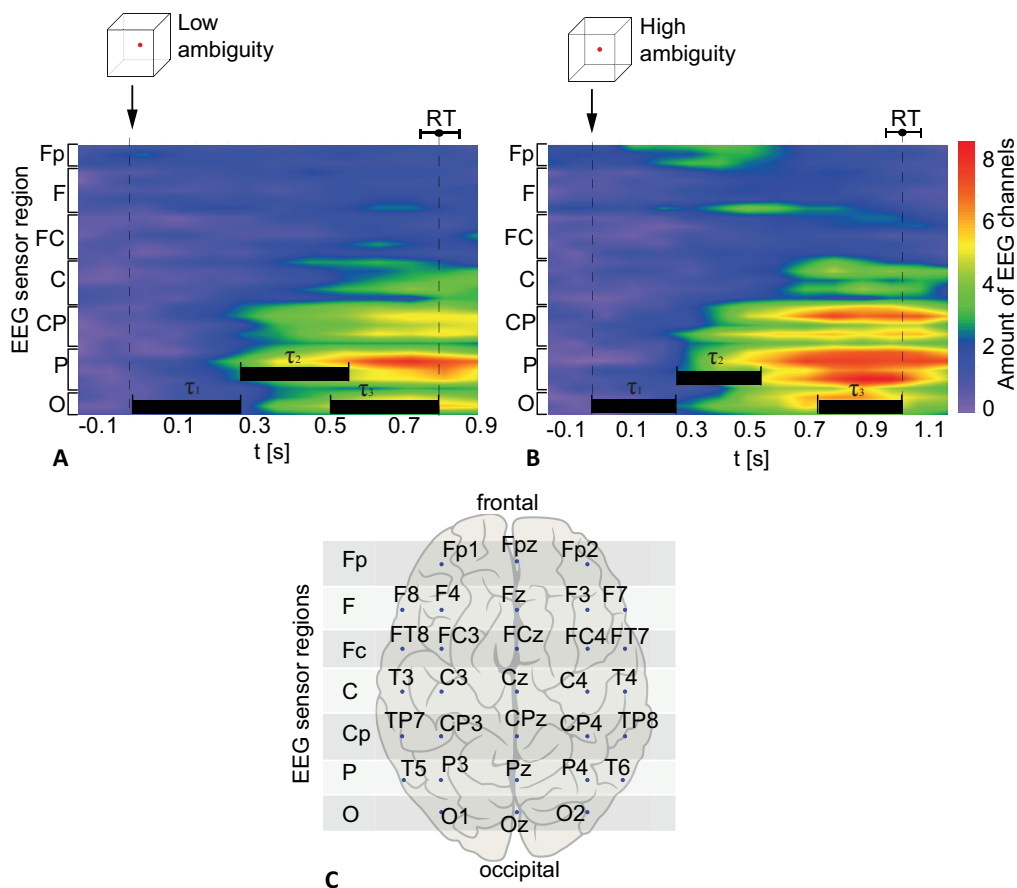 Low
ambiguity
High
ambiguity
RT
RT
EEG sensor region
Fp
F
FC
C
CP
P
O
τ1
τ2
τ3
-0.1 0.1 0.3 0.5 0.7 0.9
t [s]
A
Fp
F
FC
C
CP
P
O
τ1
τ2
τ3
-0.1 0.1 0.3 0.5 0.7 0.9 1.1
t [s]
B
8
6
4
2
0
Amount of EEG channels
frontal
EEG sensor regions
Fp Fp1 Fpz Fp2
F F8 F4 Fz F3 F7
Fc FT8 FC3 FCz FC4 FT7
C T3 C3 Cz C4 T4
Cp TP7 CP3 CPz CP4 TP8
P T5 P3 Pz P4 T6
O O1 Oz O2
occipital
C